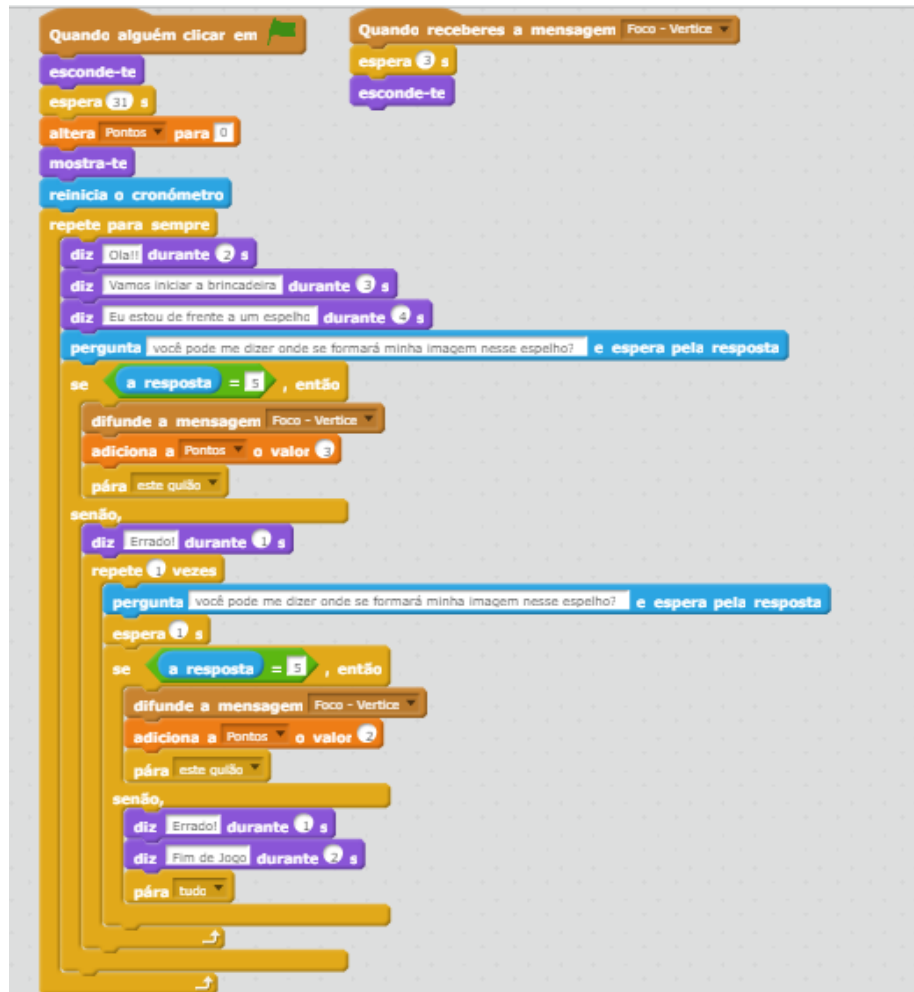 Quando alguém clicar em
esconde-te
espera 31 s
altera Pontos para 0
mostra-te
reinicia o cronómetro
repete para sempre
diz Ola!! durante 2 s
diz Vamos iniciar a brincadeira durante 3 s
diz Eu estou de frente a um espelho durante 4 s
pergunta você pode me dizer onde se formará minha imagem nesse espelho? e espera pela resposta
se a resposta = 5 , então
difunde a mensagem Foco - Vertice
adiciona a Pontos o valor 3
pára este guião
senão,
diz Errado! durante 1 s
repete 1 vezes
pergunta você pode me dizer onde se formará minha imagem nesse espelho? e espera pela resposta
espera 1 s
se a resposta = 5 , então
difunde a mensagem Foco - Vertice
adiciona a Pontos o valor 2
pára este guião
senão,
diz Errado! durante 1 s
diz Fim de Jogo durante 2 s
pára tudo
Quando receberes a mensagem Foco - Vertice
espera 3 s
esconde-te